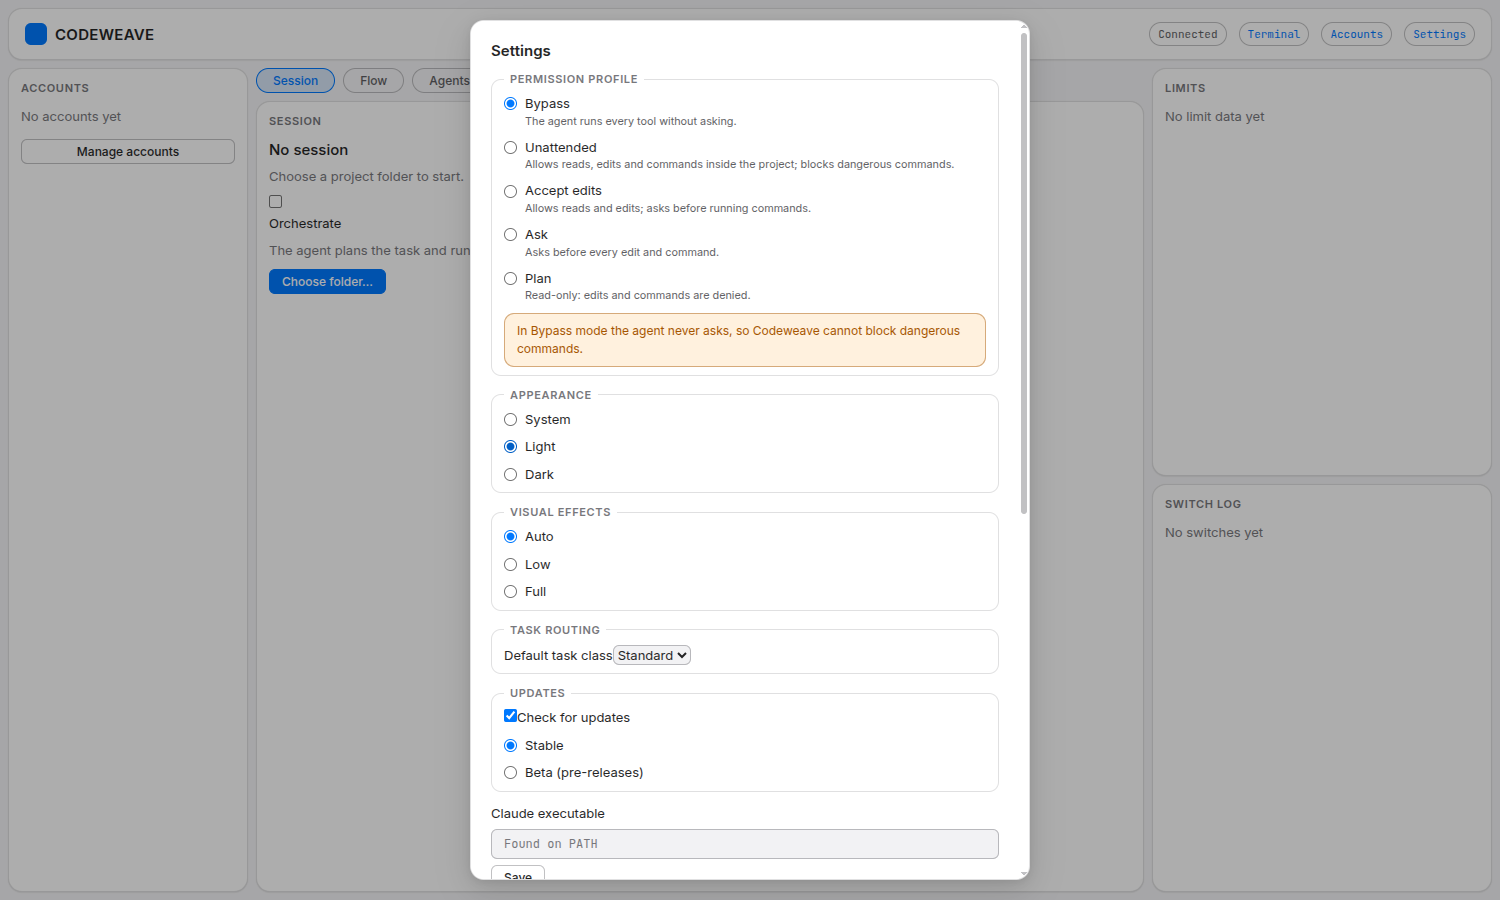 CODEWEAVE
Connected
Terminal
Accounts
Settings
ACCOUNTS
No accounts yet
Manage accounts
Session
Flow
Agents
SESSION
No session
Choose a project folder to start.
Orchestrate
The agent plans the task and run
Choose folder...
Settings
PERMISSION PROFILE
Bypass
The agent runs every tool without asking.
Unattended
Allows reads, edits and commands inside the project; blocks dangerous commands.
Accept edits
Allows reads and edits; asks before running commands.
Ask
Asks before every edit and command.
Plan
Read-only: edits and commands are denied.
In Bypass mode the agent never asks, so Codeweave cannot block dangerous
commands.
APPEARANCE
System
Light
Dark
VISUAL EFFECTS
Auto
Low
Full
TASK ROUTING
Default task class Standard
UPDATES
Check for updates
Stable
Beta (pre-releases)
Claude executable
Found on PATH
Save
LIMITS
No limit data yet
SWITCH LOG
No switches yet